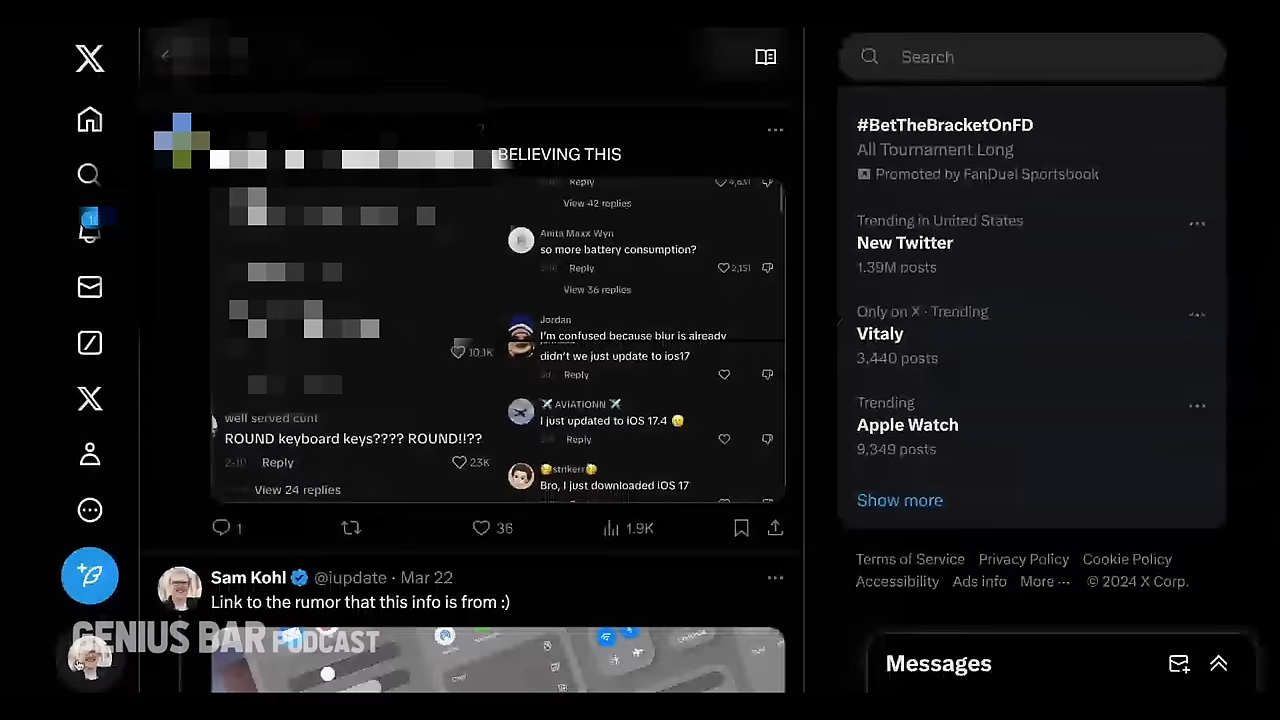 Search
?
BELIEVING THIS
#BetTheBracketOnFD
All Tournament Long
Promoted by FanDuel Sportsbook
Reply
4,631
View 42 replies
Anita Maxx Wyn
so more battery consumption?
Reply
2,151
View 36 replies
Jordan
I'm confused because blur is already
didn't we just update to ios17
Reply
10.1K
✈️ AVIATIONN ✈️
I just updated to iOS 17.4
Reply
strikerr
Bro, I just downloaded iOS 17
well served cunt
ROUND keyboard keys???? ROUND!!??
Reply
23K
View 24 replies
1
36
1.9K
Sam Kohl @iupdate · Mar 22
Link to the rumor that this info is from :)
GENIUS BAR PODCAST
Trending in United States
New Twitter
1.39M posts
Only on X · Trending
Vitaly
3,440 posts
Trending
Apple Watch
9,349 posts
Show more
Terms of Service Privacy Policy Cookie Policy
Accessibility Ads info More ··· © 2024 X Corp.
Messages